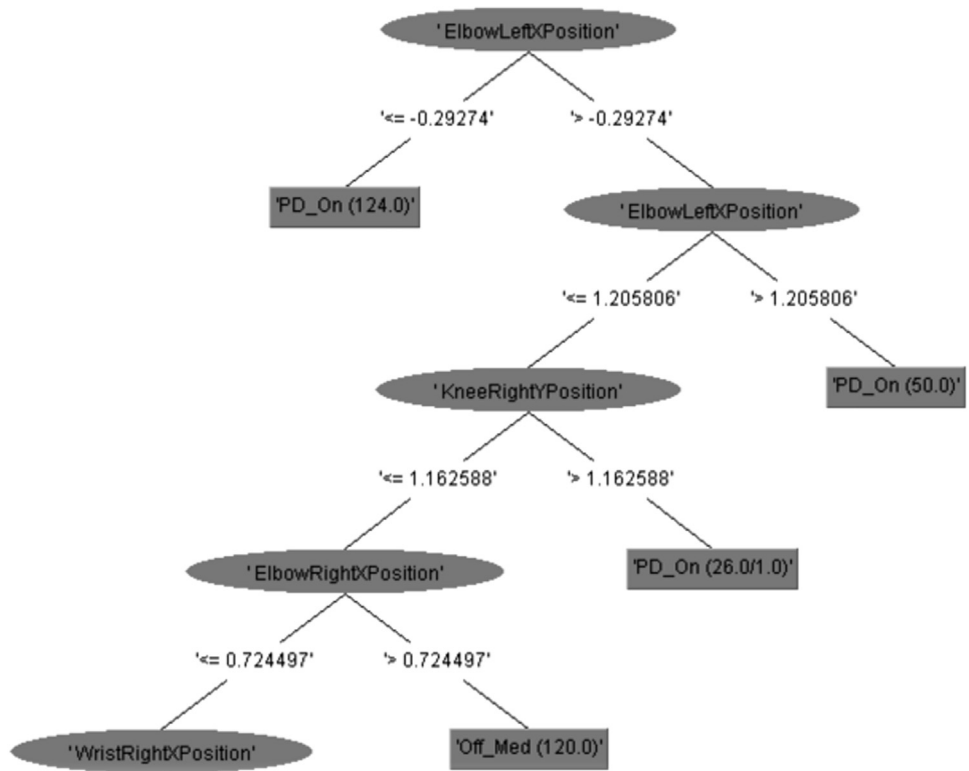 'ElbowLeftXPosition'
'<= -0.29274' '> -0.29274'
'PD_On (124.0)' 'ElbowLeftXPosition'
'<= 1.205806' '> 1.205806'
'KneeRightYPosition' 'PD_On (50.0)'
'<= 1.162588' '> 1.162588'
'ElbowRightXPosition' 'PD_On (26.0/1.0)'
'<= 0.724497' '> 0.724497'
'WristRightXPosition' 'Off_Med (120.0)'